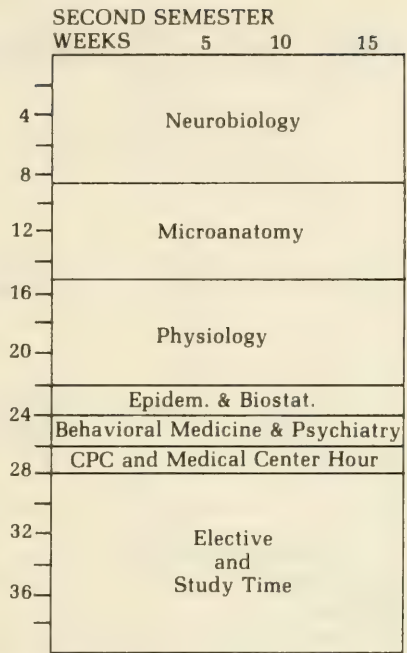 SECOND SEMESTER
WEEKS 5 10 15
4
Neurobiology
8
12
Microanatomy
16
Physiology
20
Epidem. & Biostat.
24
Behavioral Medicine & Psychiatry
CPC and Medical Center Hour
28
32
Elective
and
Study Time
36